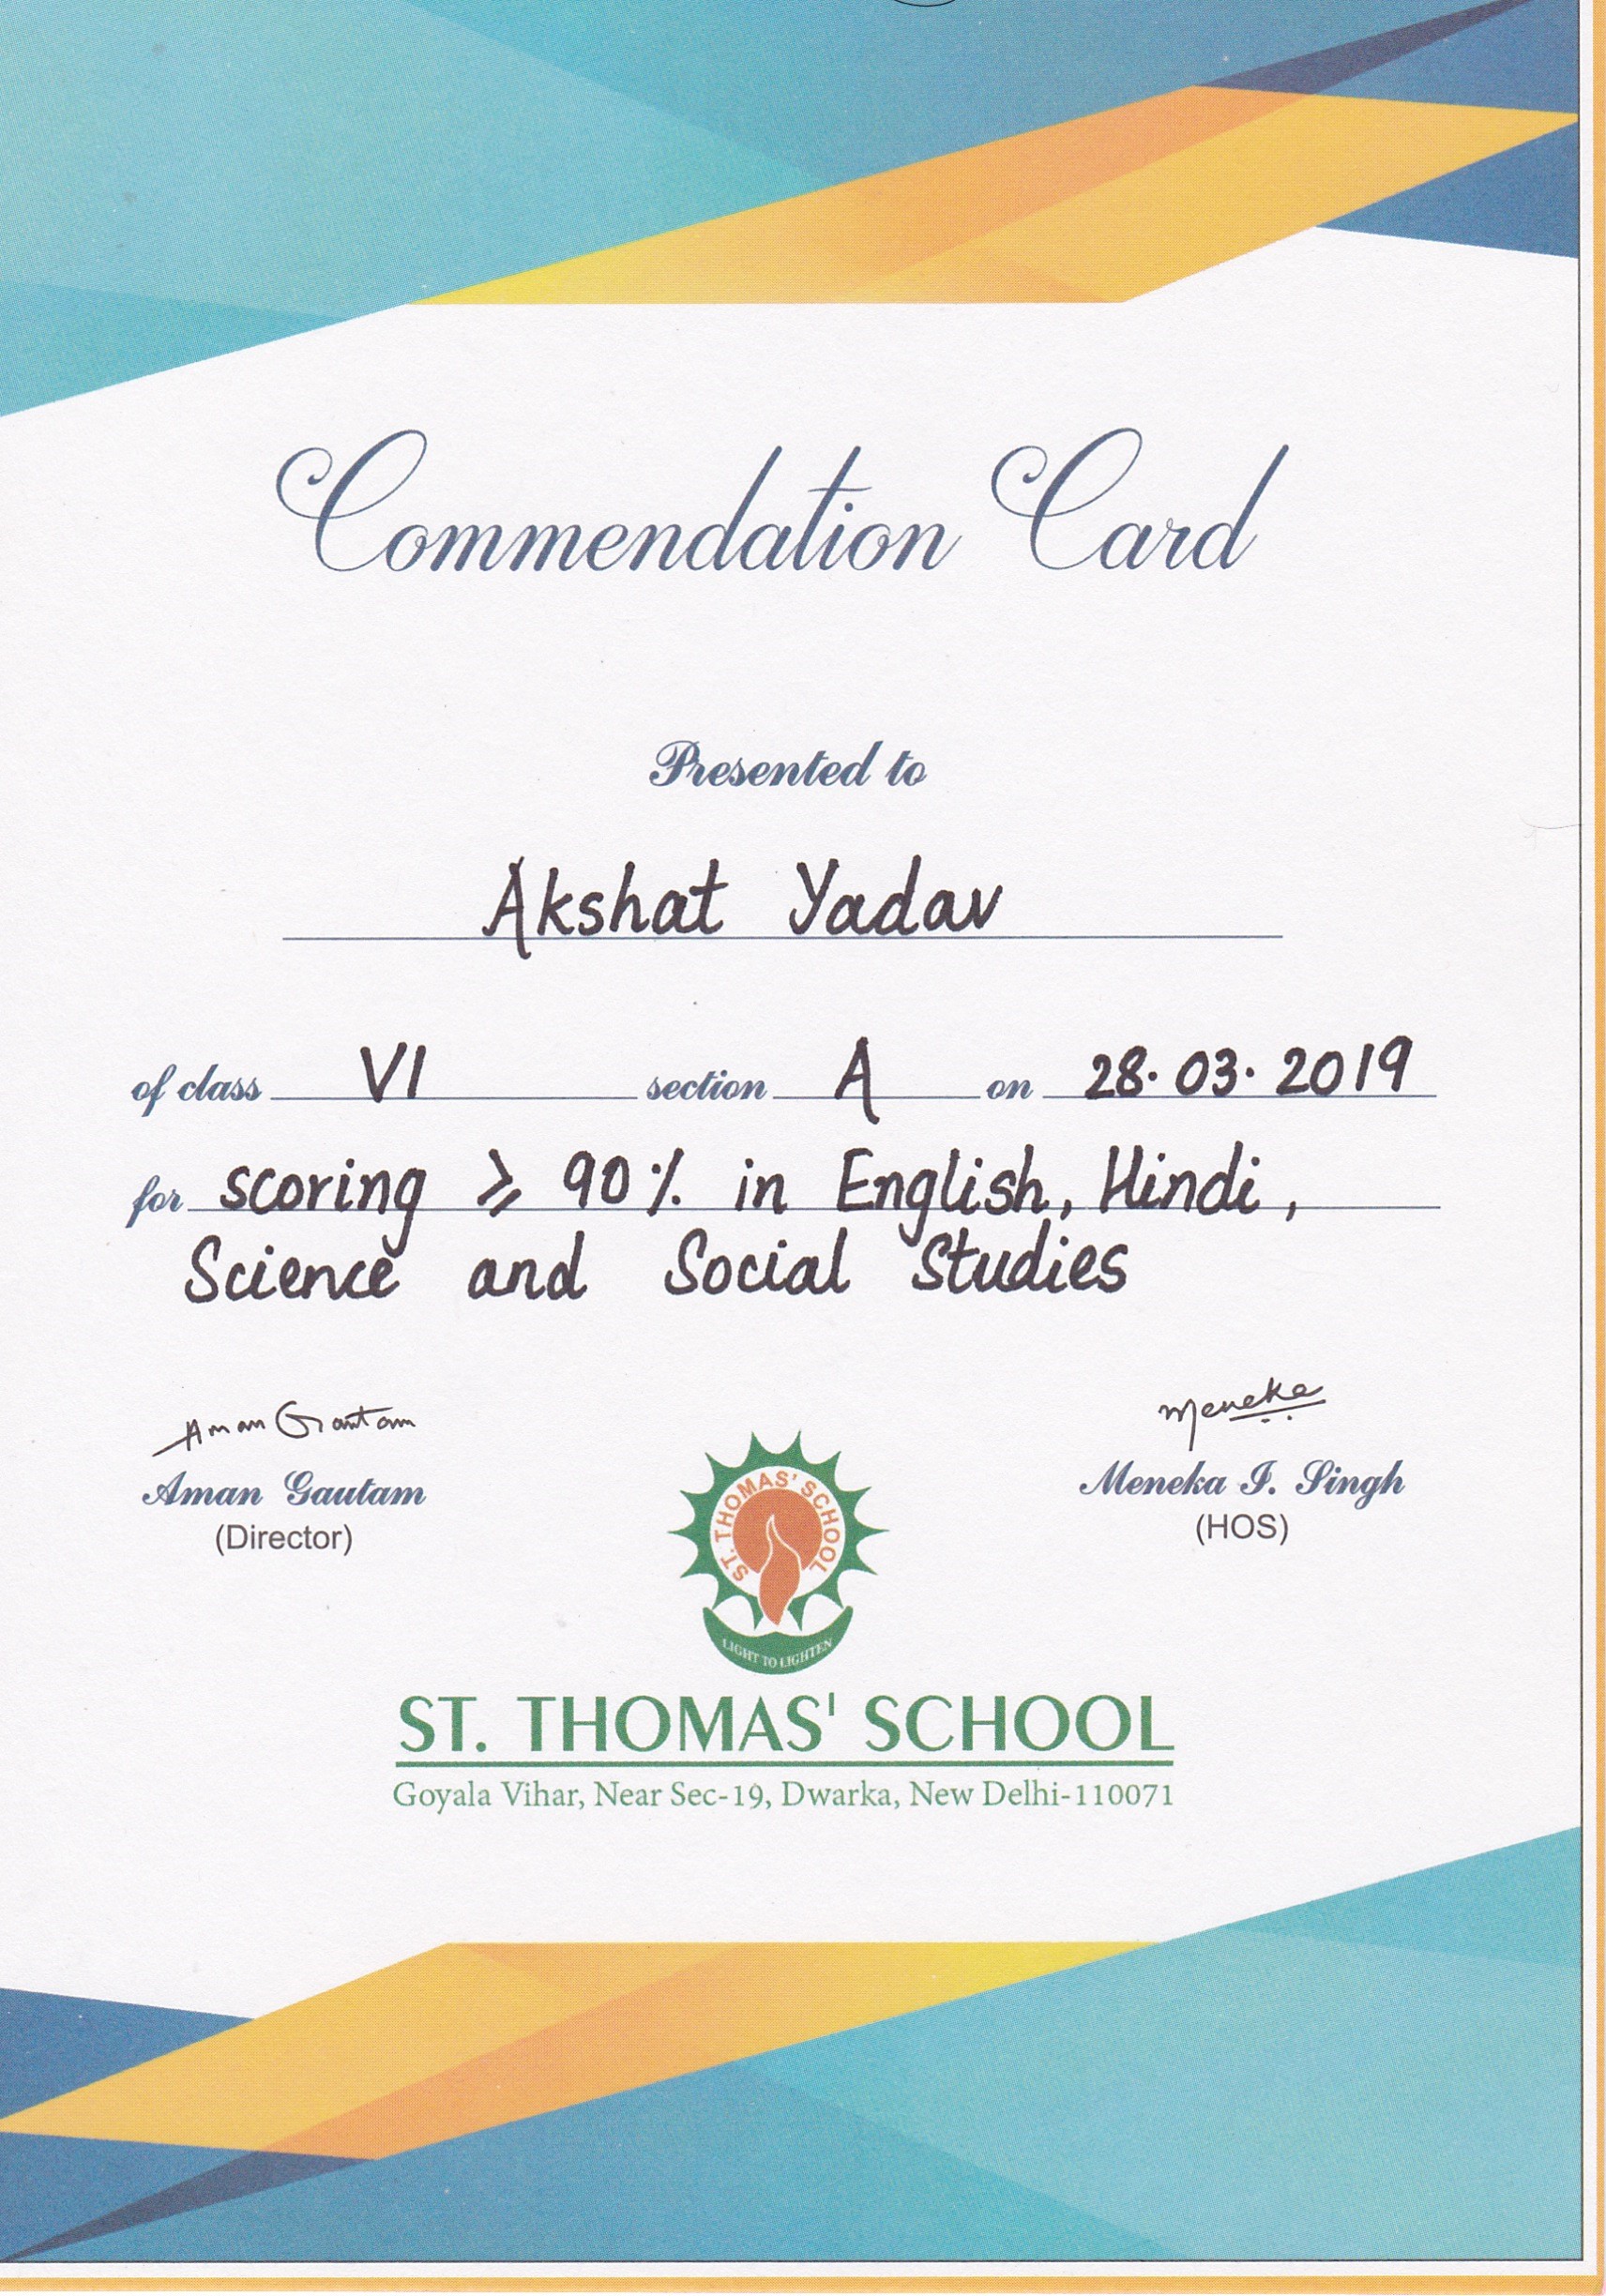 Commendation Card
Presented to
Akshat Yadav
of class VI section A on 28.03.2019
for scoring ⩾ 90% in English, Hindi,
Science and Social Studies
Aman Gautam
Meneka
Aman Gautam
Meneka I. Singh
(Director)
(HOS)
ST. THOMAS' SCHOOL
LIGHT TO LIGHTEN
ST. THOMAS' SCHOOL
Goyala Vihar, Near Sec-19, Dwarka, New Delhi-110071